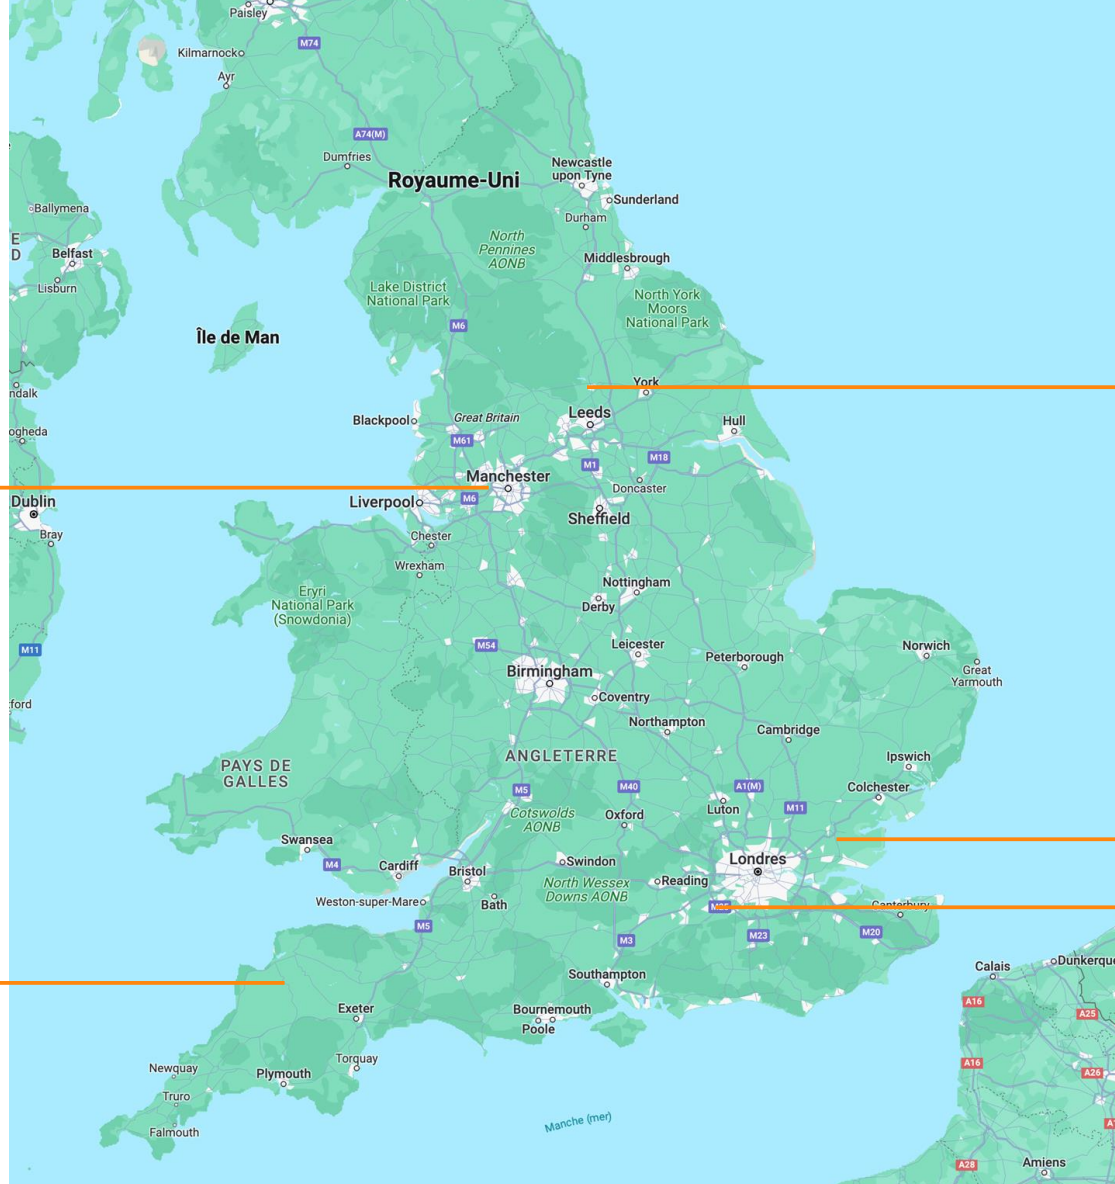 Paisley
M74
Kilmarnock
Ayr
A74(M)
Dumfries
Royaume-Uni
Newcastle
upon Tyne
Sunderland
Durham
Ballymena
E
D
Belfast
Lisburn
North
Pennines
AONB
Middlesbrough
Lake District
National Park
North York
Moors
National Park
M6
Île de Man
York
ndalk
Blackpool
Great Britain
Leeds
Hull
ogheda
M61
M1
M18
Manchester
Doncaster
Dublin
Liverpool
M6
Sheffield
Bray
Chester
Wrexham
Eryri
National Park
(Snowdonia)
Nottingham
Derby
M11
M54
Leicester
Peterborough
Norwich
Great
Yarmouth
Birmingham
Coventry
ford
Northampton
Cambridge
ANGLETERRE
Ipswich
PAYS DE
GALLES
M5
M40
A1(M)
Colchester
Luton
M11
Cotswolds
AONB
Oxford
Swansea
M4
Cardiff
Bristol
Swindon
Londres
North Wessex
Downs AONB
Reading
Weston-super-Mare
Bath
M25
Canterbury
M5
M3
M23
M20
Southampton
Calais
Dunkerque
A16
A25
Exeter
Bournemouth
Poole
Torquay
Newquay
Plymouth
A16
A26
Truro
Falmouth
Manche (mer)
A28
Amiens